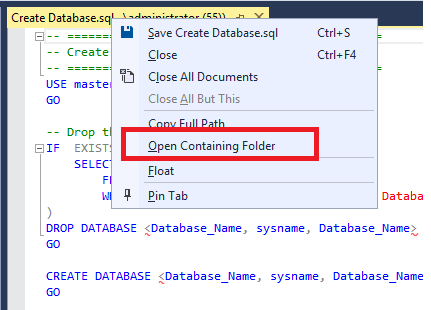 Create Database.sql \administrator (55))
Save Create Database.sql Ctrl+S
Close Ctrl+F4
Close All Documents
Close All But This
Copy Full Path
Open Containing Folder
Float
Pin Tab
-- Create
-- 
USE master
GO
-- Drop th
IF EXISTS
SELECT
Databas
)
DROP DATABASE <Database_Name, sysname, Database_Name>
GO
CREATE DATABASE <Database_Name, sysname, Database_Name>
GO